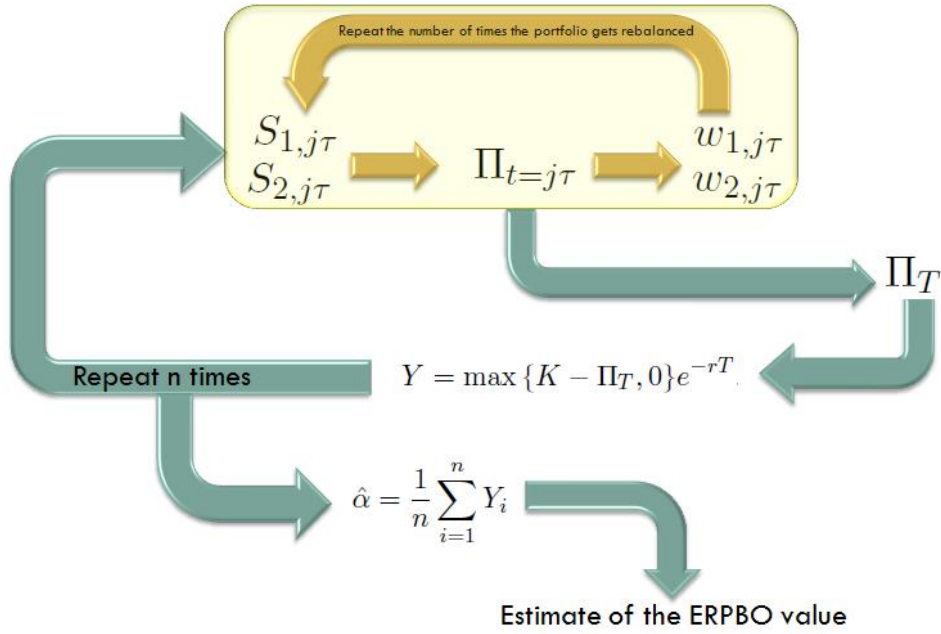 Repeat the number of times the portfolio gets rebalanced
S_{1,jτ}
S_{2,jτ}
Π_{t=jτ}
w_{1,jτ}
w_{2,jτ}
Π_T
Repeat n times
Y = max {K − Π_T, 0}e^{−rT}.
α̂ = \frac{1}{n} \sum_{i=1}^{n} Y_i
Estimate of the ERPBO value